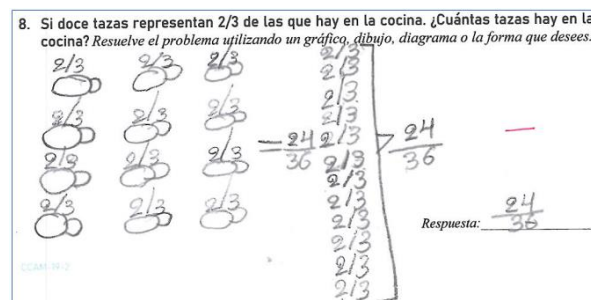 8. Si doce tazas representan 2/3 de las que hay en la cocina. ¿Cuántas tazas hay en la
cocina? Resuelve el problema utilizando un gráfico, dibujo, diagrama o la forma que desees.
2/3 2/3 2/3
2/3 2/3 2/3
2/3 2/3 2/3
2/3 2/3 2/3
= 24/36
2/3
2/3
2/3
2/3
2/3
2/3
2/3
2/3
2/3
2/3
2/3
2/3
24/36
Respuesta: 24/36